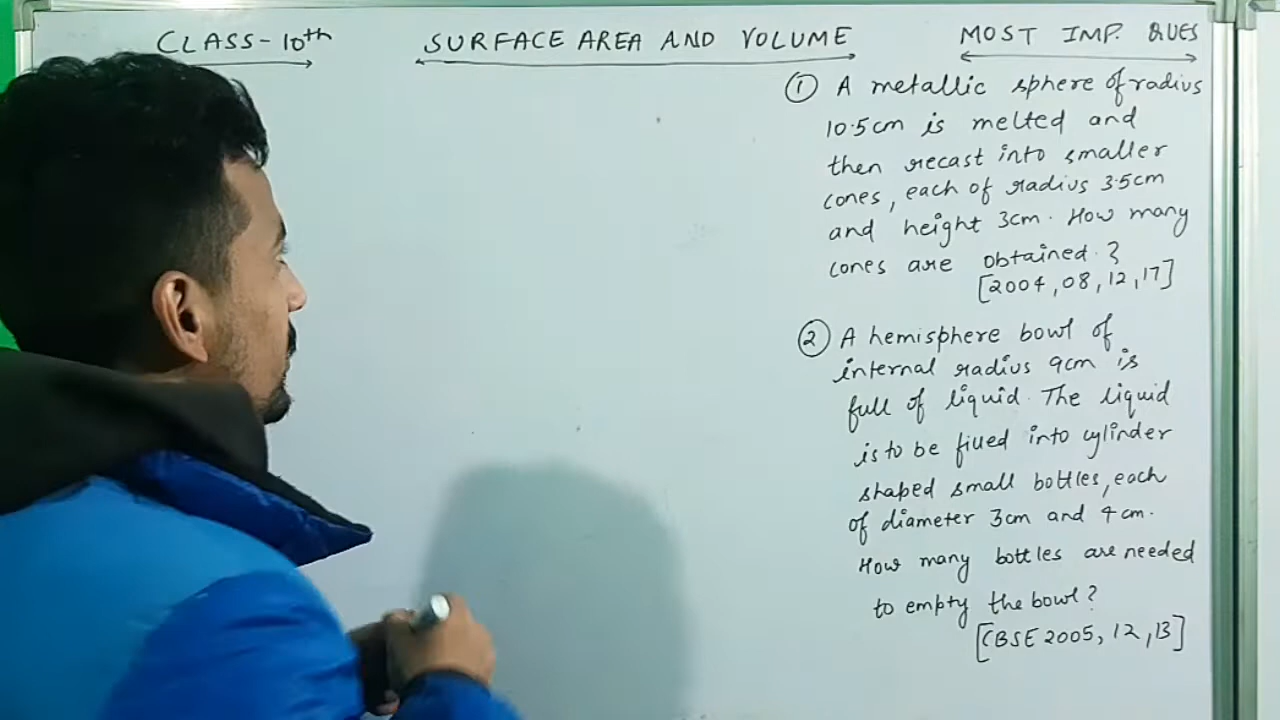 CLASS-10th
SURFACE AREA AND VOLUME
MOST IMP. QUES
① A metallic sphere of radius
10.5cm is melted and
then recast into smaller
cones, each of radius 3.5cm
and height 3cm. How many
cones are obtained.?
[2004,08,12,17]
② A hemisphere bowl of
internal radius 9cm is
full of liquid. The liquid
is to be filled into cylinder
shaped small bottles, each
of diameter 3cm and 4cm.
How many bottles are needed
to empty the bowl?
[CBSE 2005, 12, 13]